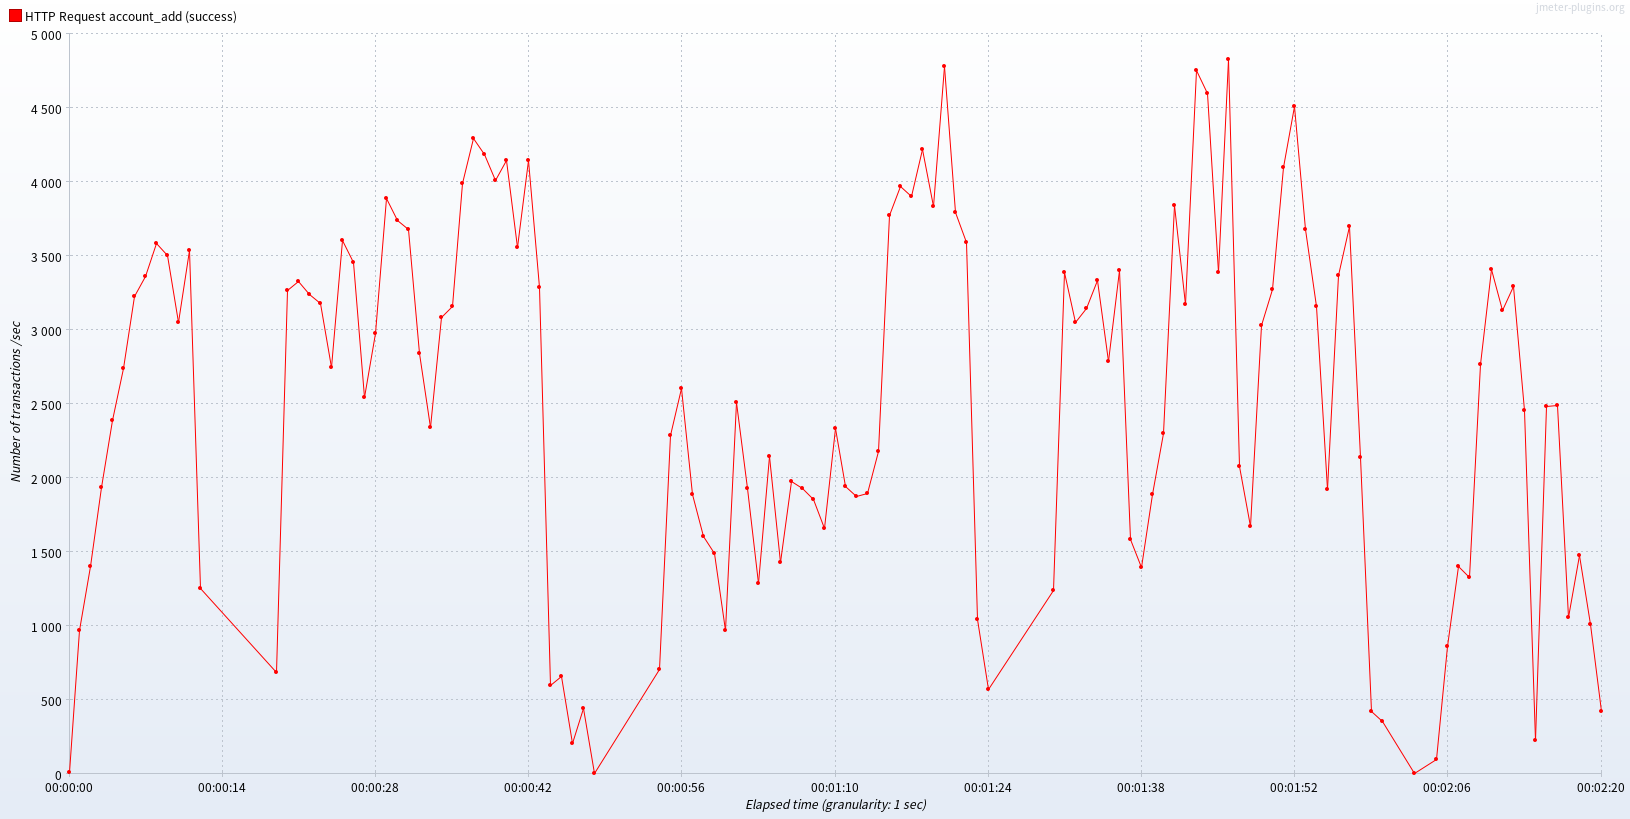 HTTP Request account_add (success)
jmeter-plugins.org
5 000
4 500
4 000
3 500
3 000
2 500
2 000
1 500
1 000
500
0
Number of transactions /sec
00:00:00 00:00:14 00:00:28 00:00:42 00:00:56 00:01:10 00:01:24 00:01:38 00:01:52 00:02:06 00:02:20
Elapsed time (granularity: 1 sec)